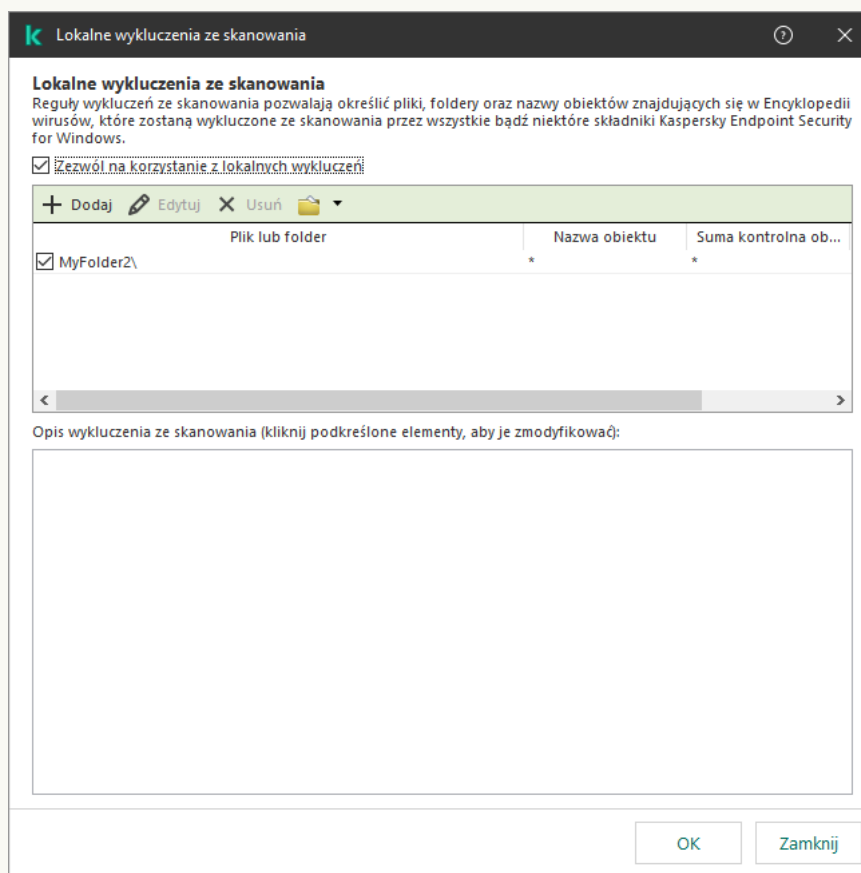 Lokalne wykluczenia ze skanowania
Lokalne wykluczenia ze skanowania
Reguły wykluczeń ze skanowania pozwalają określić pliki, foldery oraz nazwy obiektów znajdujących się w Encyklopedii
wirusów, które zostaną wykluczone ze skanowania przez wszystkie bądź niektóre składniki Kaspersky Endpoint Security
for Windows.
Zezwól na korzystanie z lokalnych wykluczeń
Dodaj Edytuj Usuń
Plik lub folder Nazwa obiektu Suma kontrolna ob...
MyFolder2\ * *
Opis wykluczenia ze skanowania (kliknij podkreślone elementy, aby je zmodyfikować):
OK Zamknij